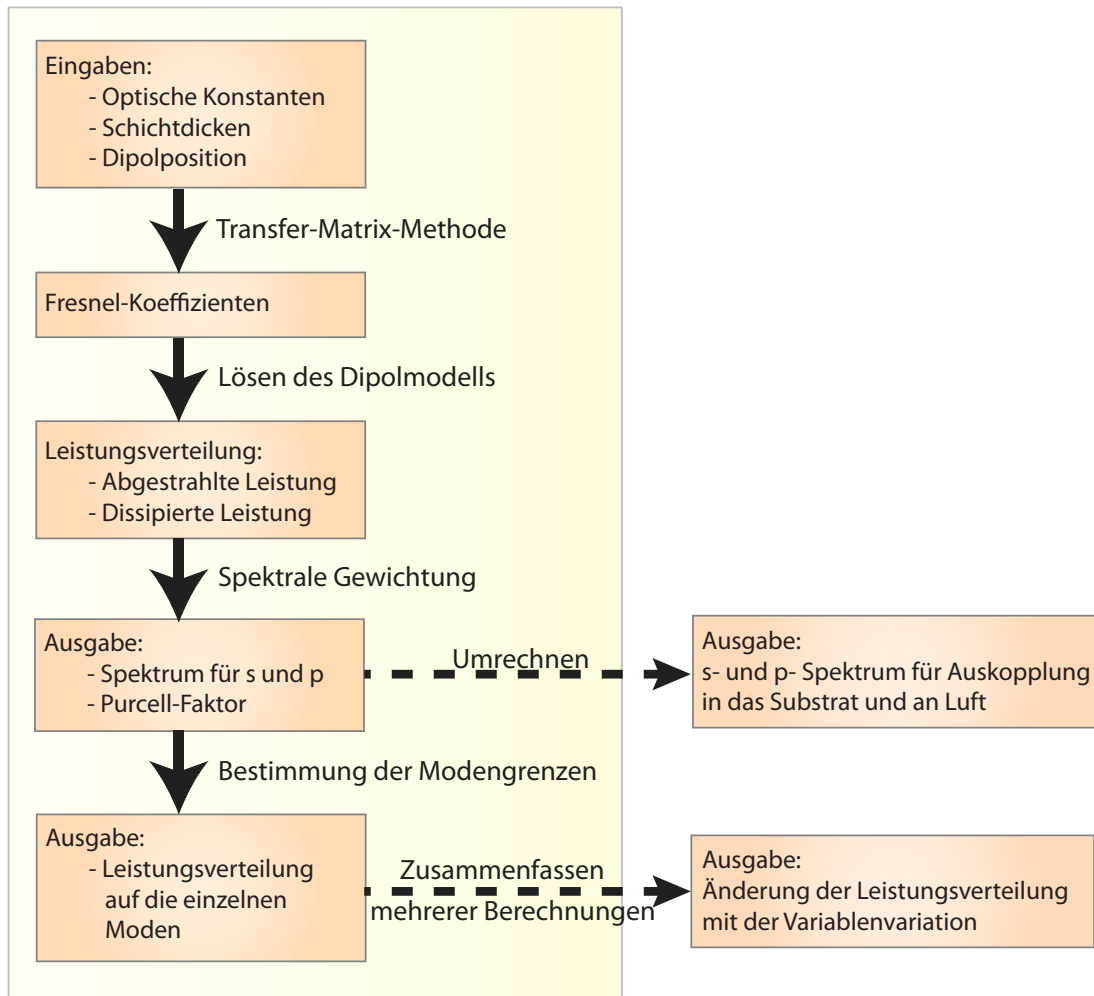 Eingaben:
- Optische Konstanten
- Schichtdicken
- Dipolposition
Transfer-Matrix-Methode
Fresnel-Koeffizienten
Lösen des Dipolmodells
Leistungsverteilung:
- Abgestrahlte Leistung
- Dissipierte Leistung
Spektrale Gewichtung
Ausgabe:
- Spektrum für s und p
- Purcell-Faktor
Umrechnen
Ausgabe:
s- und p- Spektrum für Auskopplung
in das Substrat und an Luft
Bestimmung der Modengrenzen
Ausgabe:
- Leistungsverteilung
auf die einzelnen
Moden
Zusammenfassen
mehrerer Berechnungen
Ausgabe:
Änderung der Leistungsverteilung
mit der Variablenvariation